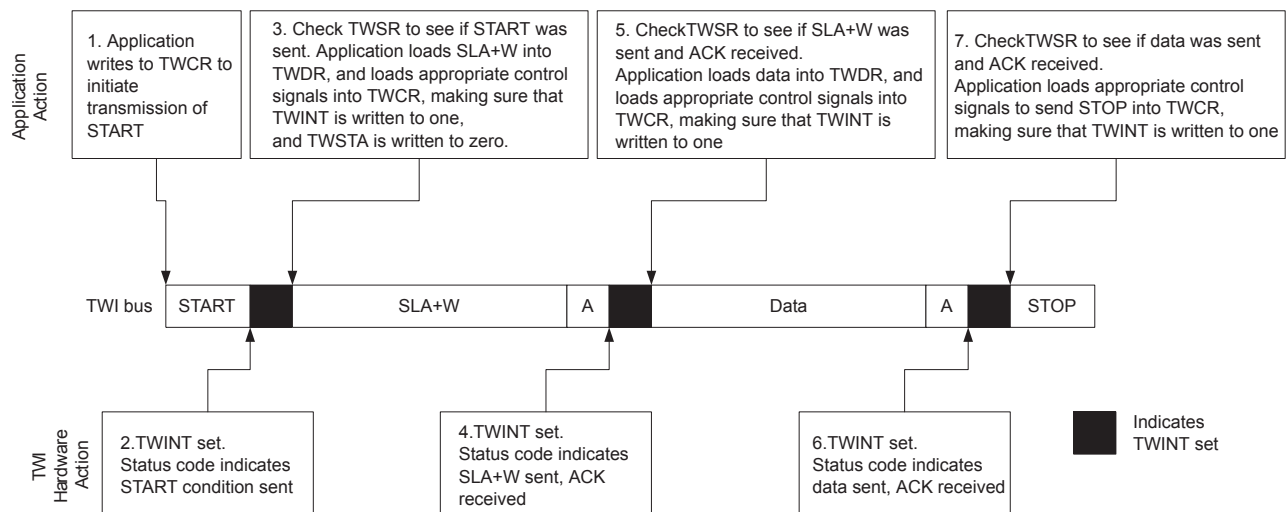 Application
Action
1. Application
writes to TWCR to
initiate
transmission of
START
3. Check TWSR to see if START was
sent. Application loads SLA+W into
TWDR, and loads appropriate control
signals into TWCR, making sure that
TWINT is written to one,
and TWSTA is written to zero.
5. CheckTWSR to see if SLA+W was
sent and ACK received.
Application loads data into TWDR, and
loads appropriate control signals into
TWCR, making sure that TWINT is
written to one
7. CheckTWSR to see if data was sent
and ACK received.
Application loads appropriate control
signals to send STOP into TWCR,
making sure that TWINT is written to one
TWI bus
START
SLA+W
A
Data
A
STOP
TWI
Hardware
Action
2.TWINT set.
Status code indicates
START condition sent
4.TWINT set.
Status code indicates
SLA+W sent, ACK
received
6.TWINT set.
Status code indicates
data sent, ACK received
Indicates
TWINT set